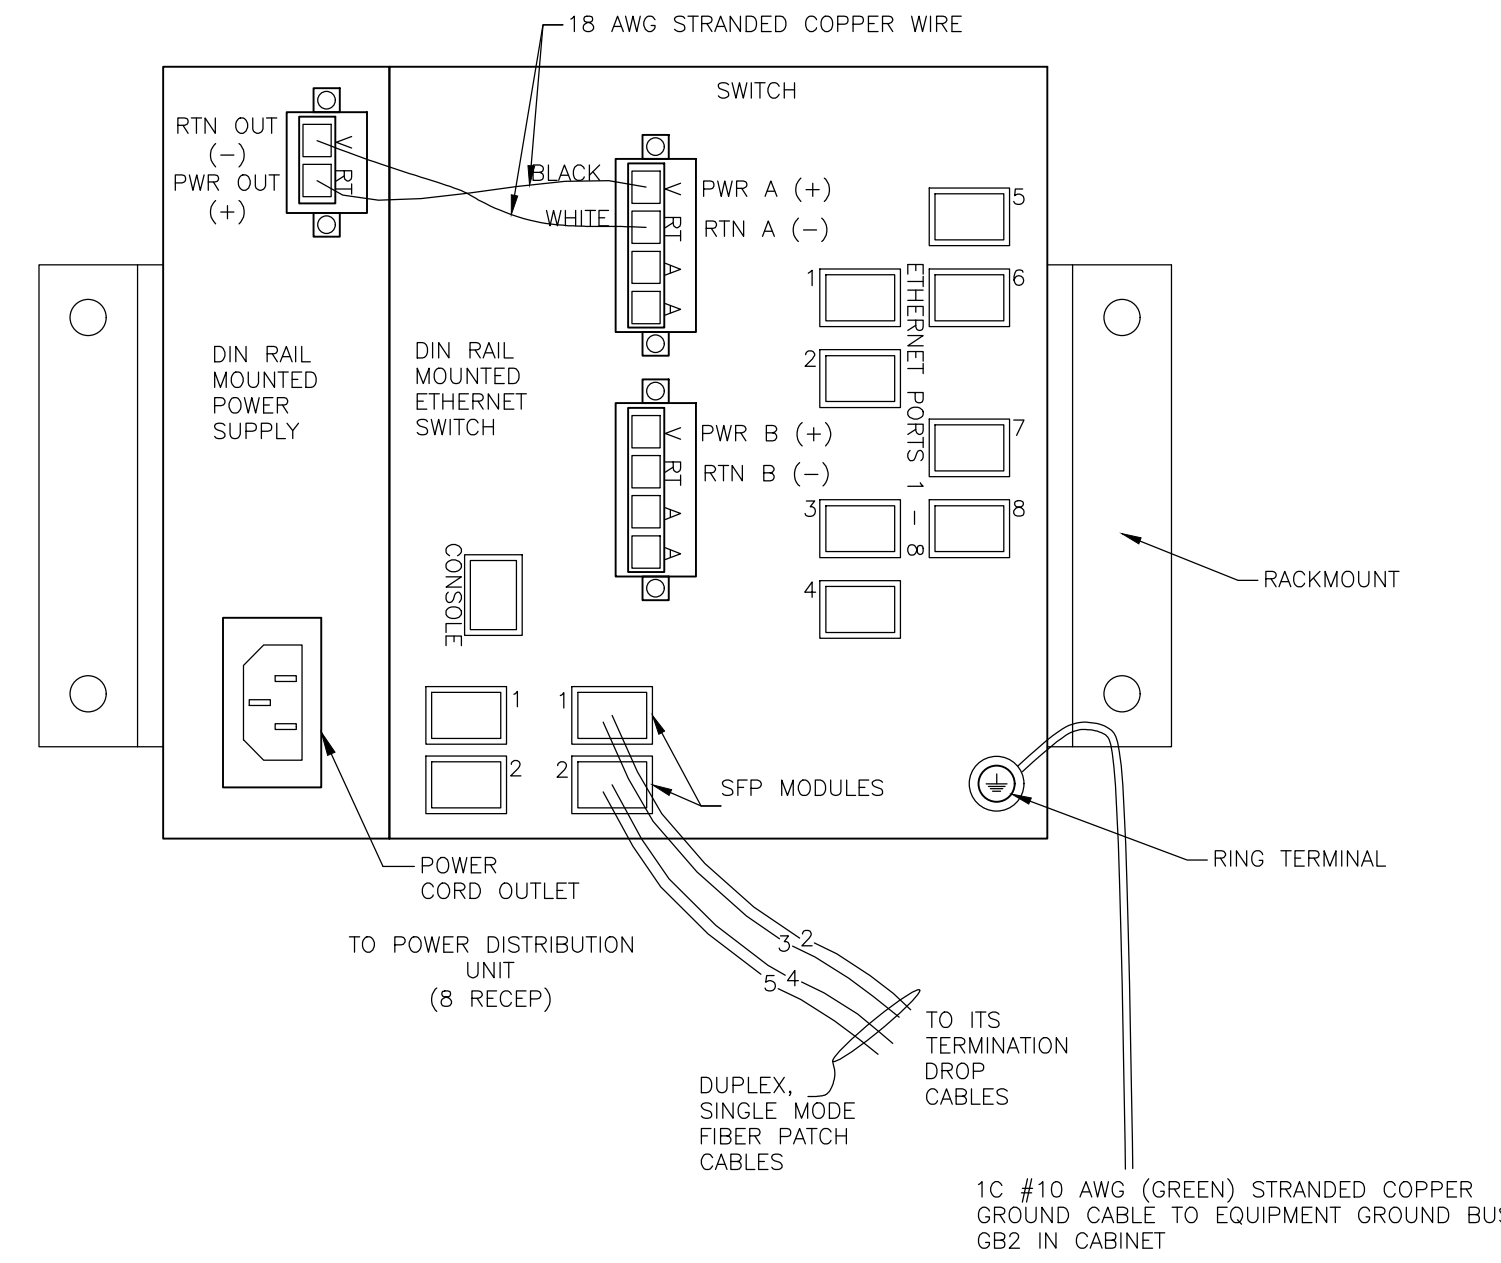 18 AWG STRANDED COPPER WIRE
SWITCH
RTN OUT
(-)
PWR OUT
(+)
V
RT
BLACK
WHITE
V
RT
A
A
PWR A (+)
RTN A (-)
5
6
1
2
ETHERNET PORTS 1 - 8
7
8
3
4
DIN RAIL
MOUNTED
POWER
SUPPLY
DIN RAIL
MOUNTED
ETHERNET
SWITCH
V
RT
A
A
PWR B (+)
RTN B (-)
CONSOLE
RACKMOUNT
1
2
1
2
SFP MODULES
RING TERMINAL
POWER
CORD OUTLET
TO POWER DISTRIBUTION
UNIT
(8 RECEP)
2
3
4
5
TO ITS
TERMINATION
DROP
CABLES
DUPLEX,
SINGLE MODE
FIBER PATCH
CABLES
1C #10 AWG (GREEN) STRANDED COPPER
GROUND CABLE TO EQUIPMENT GROUND
GB2 IN CABINET